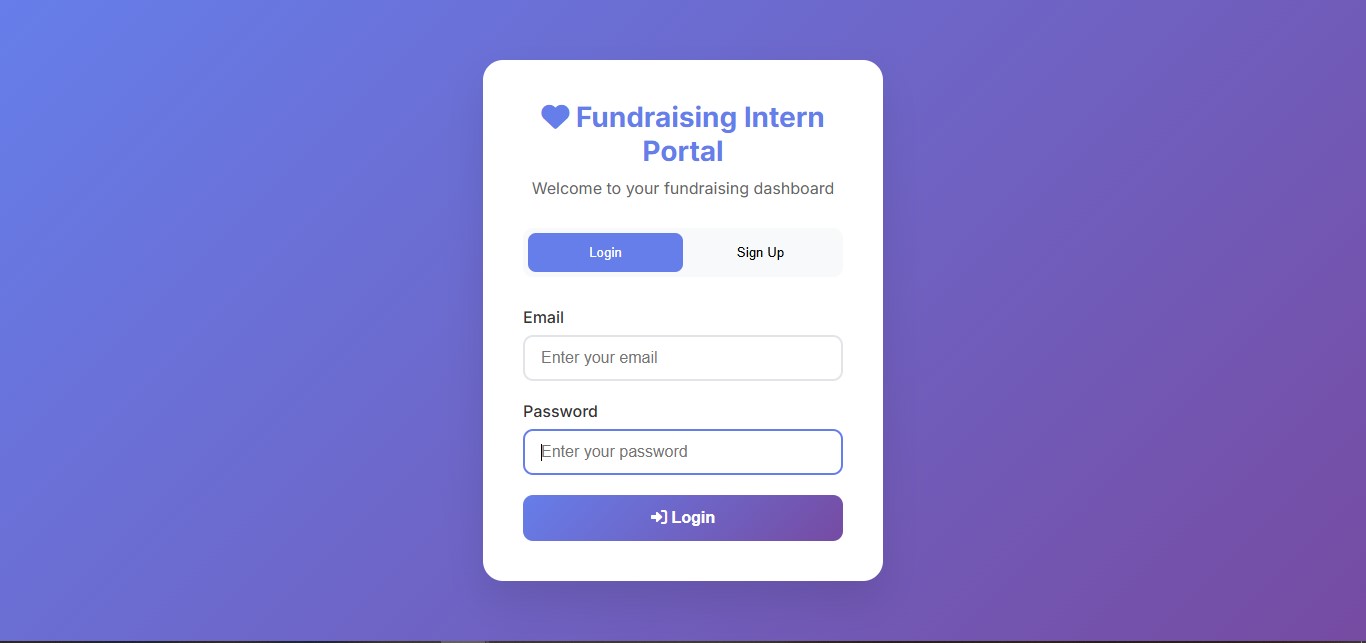 Fundraising Intern
Portal
Welcome to your fundraising dashboard
Login
Sign Up
Email
Enter your email
Password
Enter your password
Login